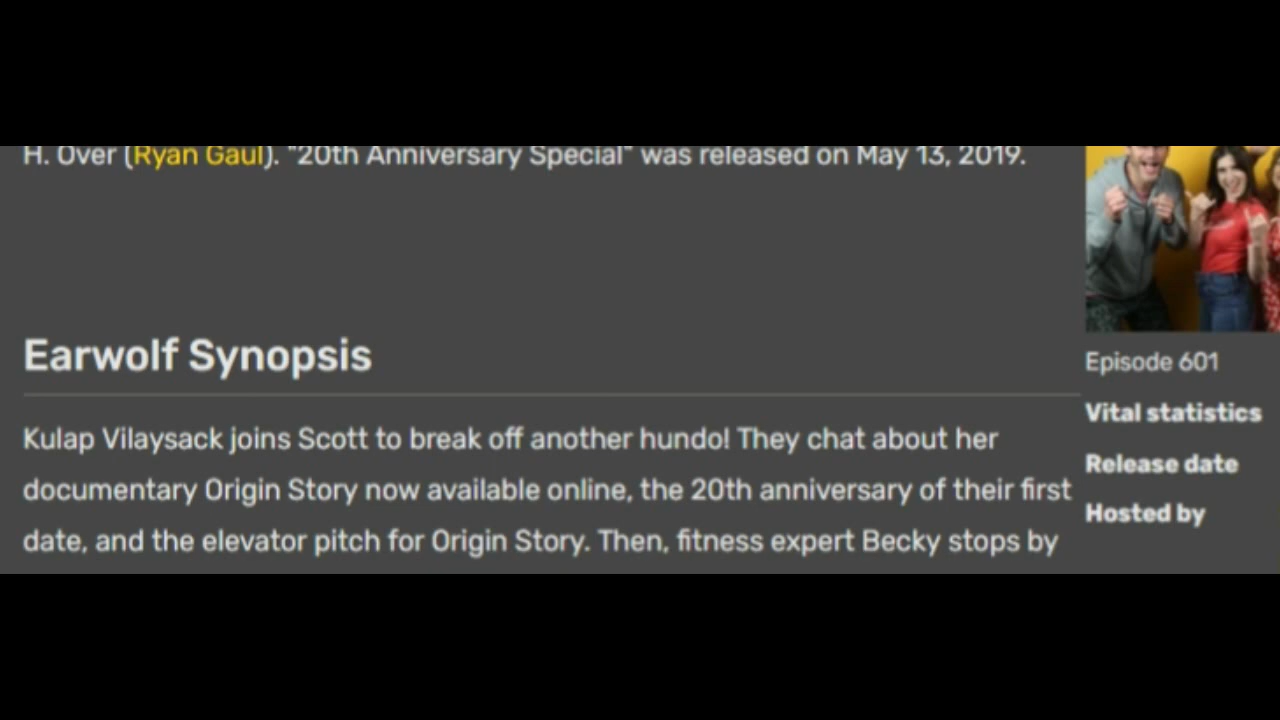 H. Over (Ryan Gaul). "20th Anniversary Special" was released on May 13, 2019.
Earwolf Synopsis
Kulap Vilaysack joins Scott to break off another hundo! They chat about her
documentary Origin Story now available online, the 20th anniversary of their first
date, and the elevator pitch for Origin Story. Then, fitness expert Becky stops by
Episode 601
Vital statistics
Release date
Hosted by